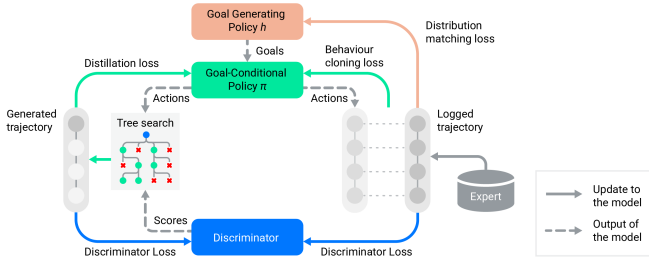 Goal Generating
Policy h
Distribution
matching loss
Goals
Distillation loss
Behaviour
cloning loss
Goal-Conditional
Policy π
Actions
Actions
Generated
trajectory
Tree search
Logged
trajectory
Expert
Scores
Discriminator
Discriminator Loss
Discriminator Loss
Update to
the model
Output of
the model